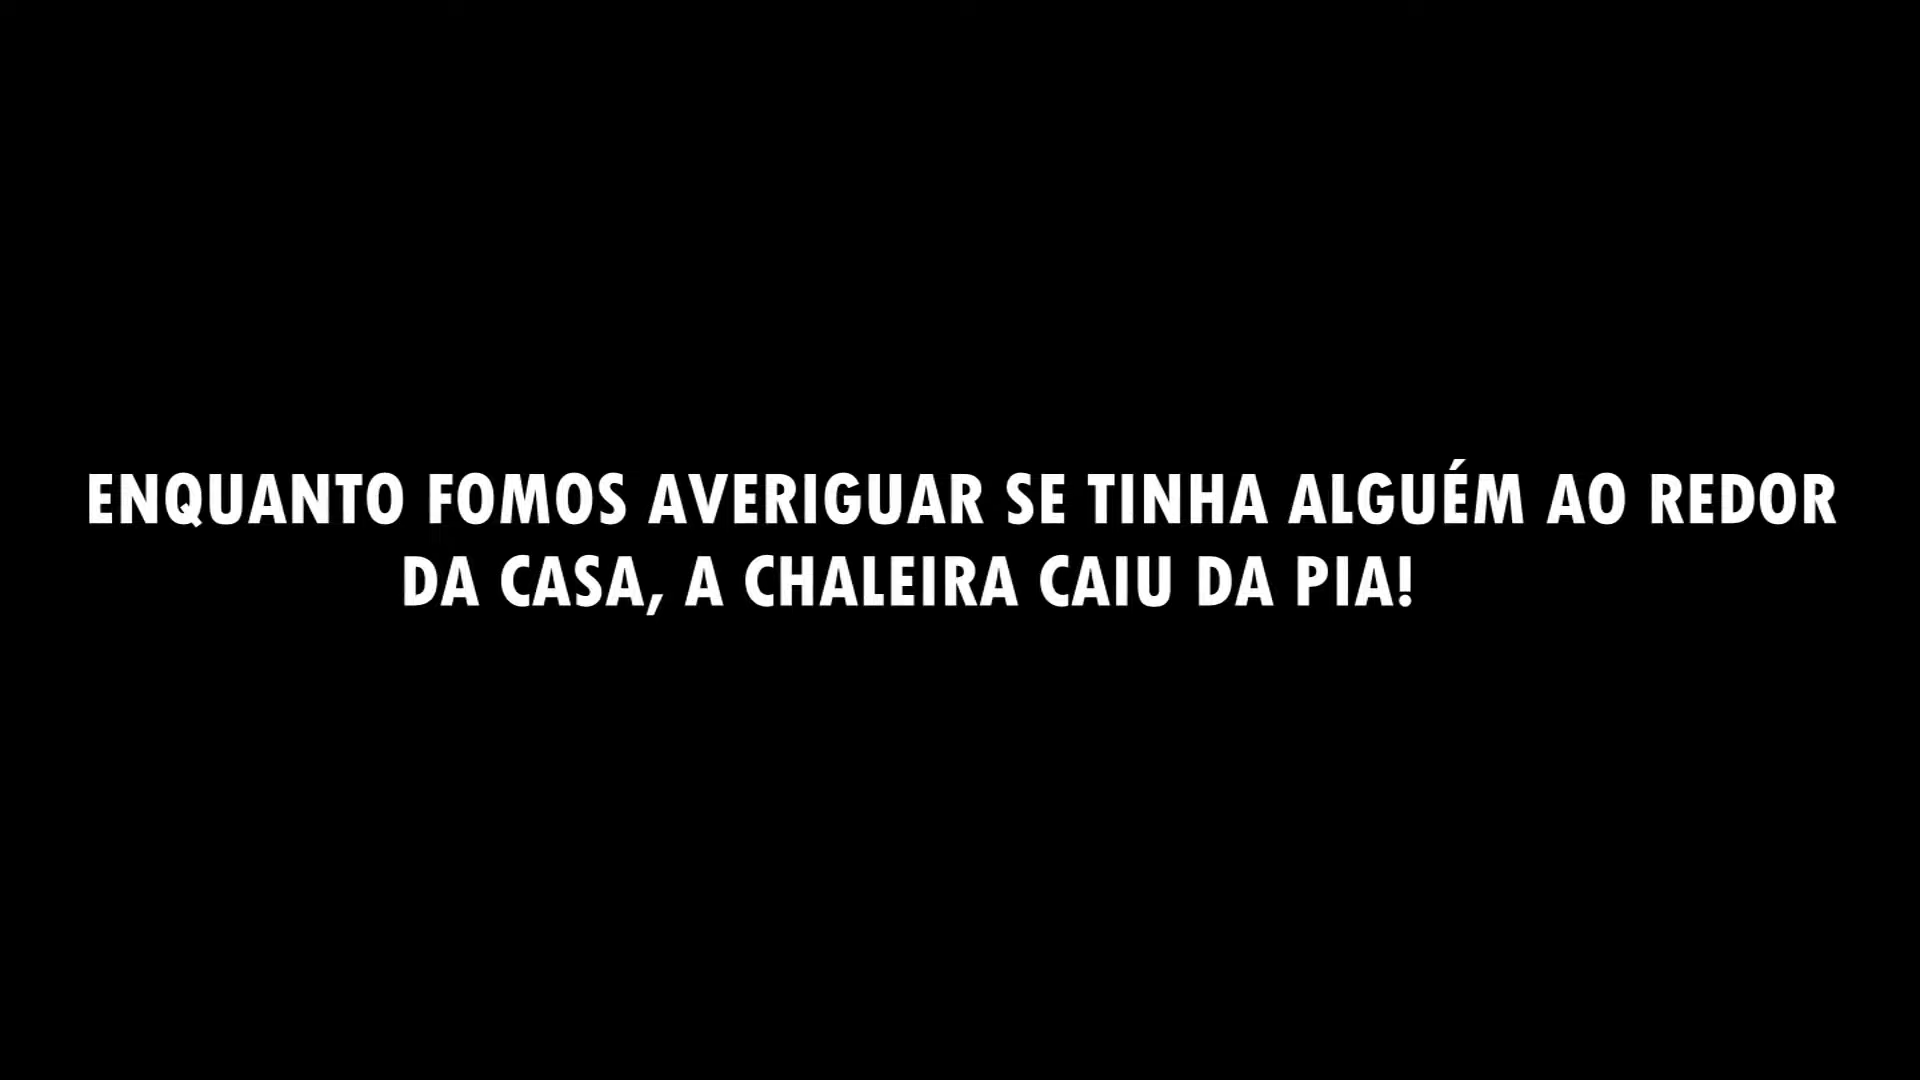 ENQUANTO FOMOS AVERIGUAR SE TINHA ALGUÉM AO REDOR
DA CASA, A CHALEIRA CAIU DA PIA!